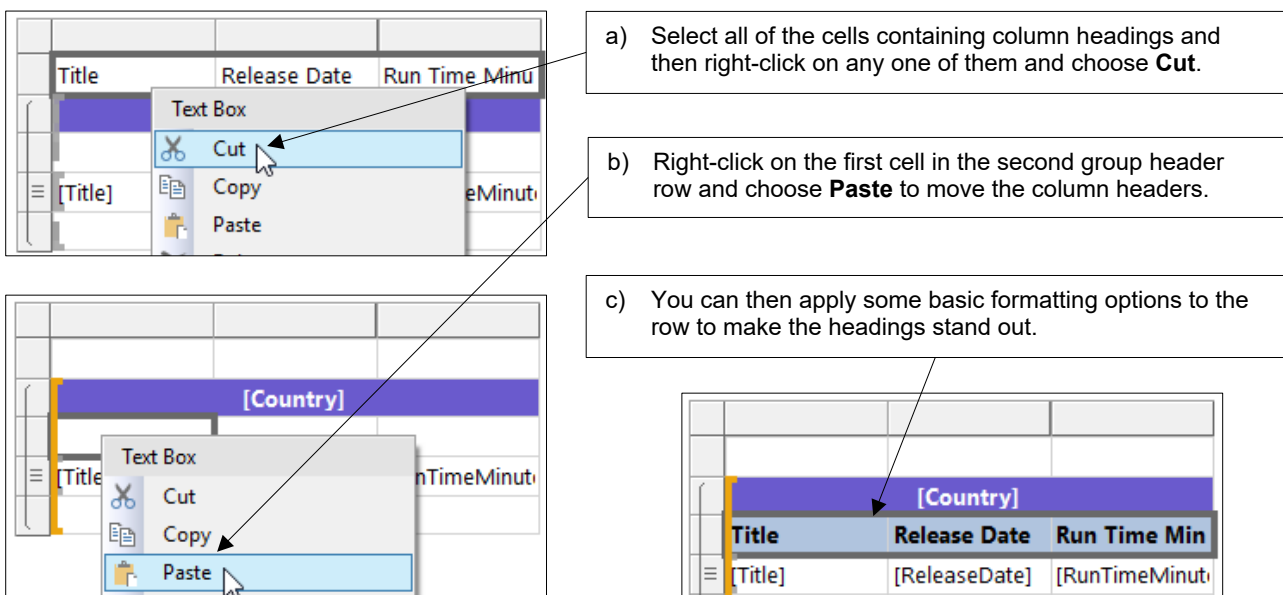 a) Select all of the cells containing column headings and
then right-click on any one of them and choose Cut.
Title Release Date Run Time Minu
Text Box
Cut
Copy
[Title] eMinut
Paste
b) Right-click on the first cell in the second group header
row and choose Paste to move the column headers.
c) You can then apply some basic formatting options to the
row to make the headings stand out.
[Country]
Text Box
[Title nTimeMinut
Cut
Copy
Paste
[Country]
Title Release Date Run Time Min
[Title] [ReleaseDate] [RunTimeMinut